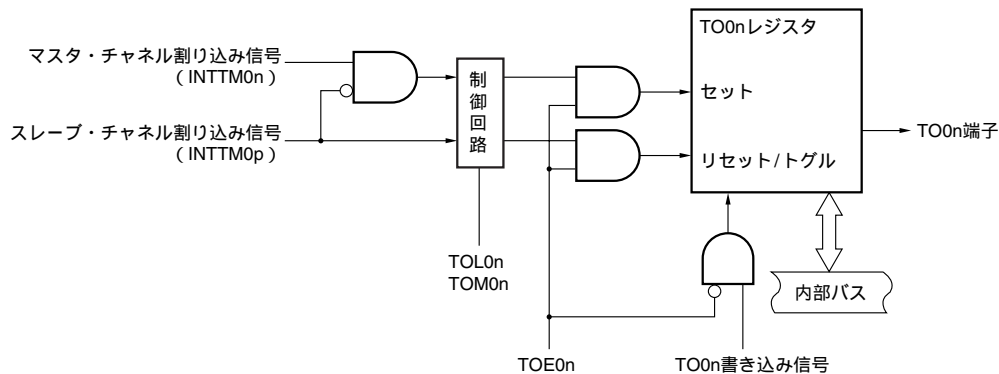 TO0nレジスタ
マスタ・チャネル割り込み信号
（INTTM0n）
制御回路
セット
スレーブ・チャネル割り込み信号
（INTTM0p）
TO0n端子
リセット/トグル
TOL0n
TOM0n
内部バス
TOE0n
TO0n書き込み信号